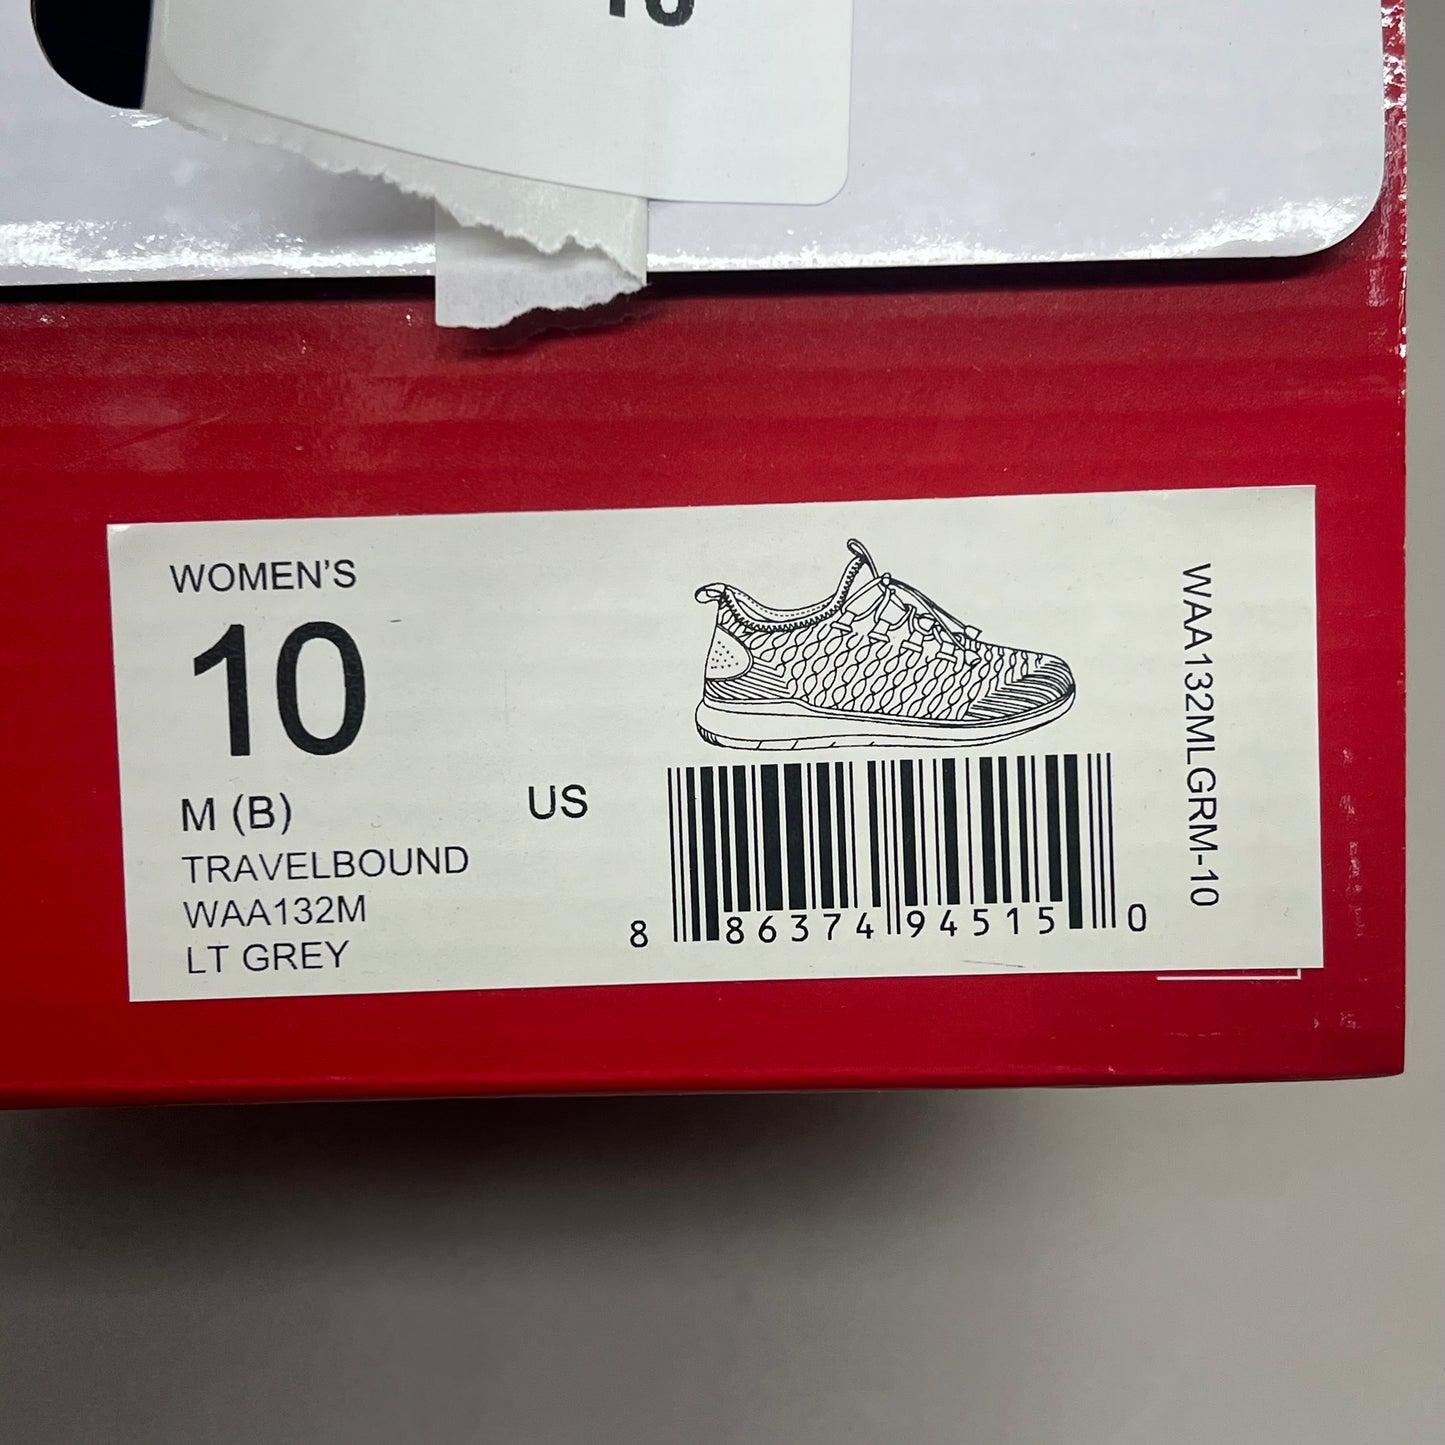 WOMEN'S
10
M (B)
US
TRAVELBOUND
WAA132M
LT GREY
8 86374 94515 0
WAA132MLGRM-10